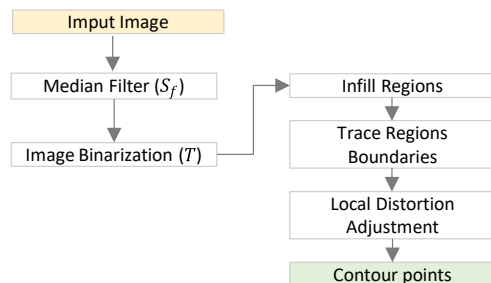 Imput Image
Median Filter (S_f)
Image Binarization (T)
Infill Regions
Trace Regions
Boundaries
Local Distortion
Adjustment
Contour points